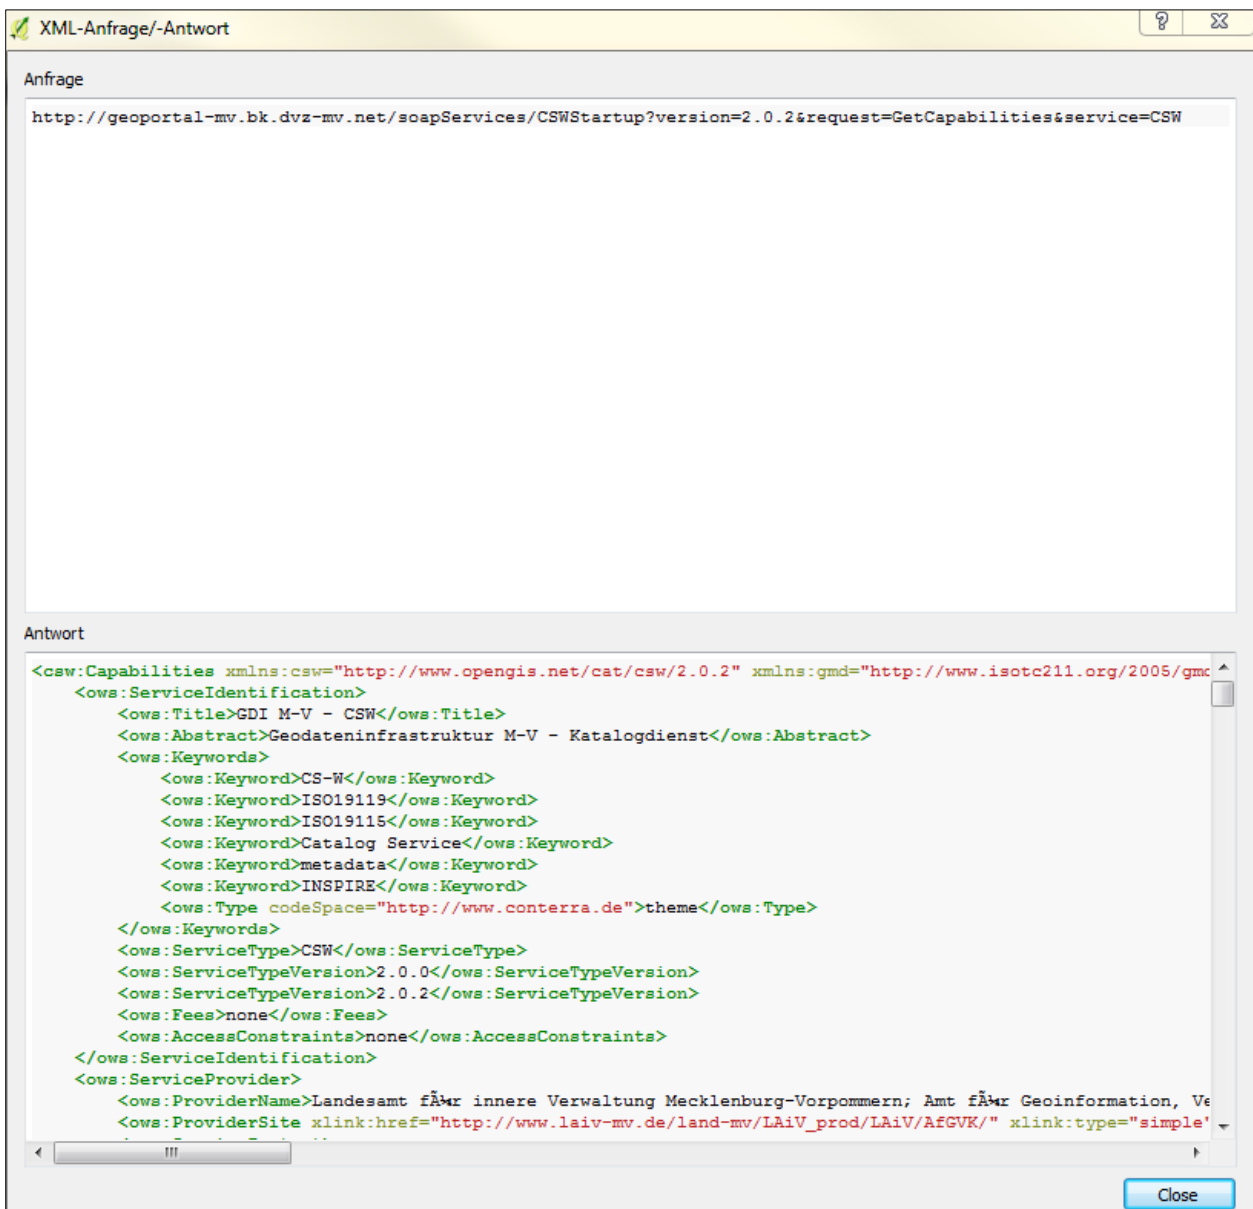 XML-Anfrage/-Antwort
Anfrage
http://geoportal-mv.bk.dvz-mv.net/soapServices/CSWStartup?version=2.0.2&request=GetCapabilities&service=CSW
Antwort
<csw:Capabilities xmlns:csw="http://www.opengis.net/cat/csw/2.0.2" xmlns:gmd="http://www.isotc211.org/2005/gmd
<ows:ServiceIdentification>
<ows:Title>GDI M-V - CSW</ows:Title>
<ows:Abstract>Geodateninfrastruktur M-V - Katalogdienst</ows:Abstract>
<ows:Keywords>
<ows:Keyword>CS-W</ows:Keyword>
<ows:Keyword>ISO19119</ows:Keyword>
<ows:Keyword>ISO19115</ows:Keyword>
<ows:Keyword>Catalog Service</ows:Keyword>
<ows:Keyword>metadata</ows:Keyword>
<ows:Keyword>INSPIRE</ows:Keyword>
<ows:Type codeSpace="http://www.conterra.de">theme</ows:Type>
</ows:Keywords>
<ows:ServiceType>CSW</ows:ServiceType>
<ows:ServiceTypeVersion>2.0.0</ows:ServiceTypeVersion>
<ows:ServiceTypeVersion>2.0.2</ows:ServiceTypeVersion>
<ows:Fees>none</ows:Fees>
<ows:AccessConstraints>none</ows:AccessConstraints>
</ows:ServiceIdentification>
<ows:ServiceProvider>
<ows:ProviderName>Landesamt fÃ¼r innere Verwaltung Mecklenburg-Vorpommern; Amt fÃ¼r Geoinformation, Ve
<ows:ProviderSite xlink:href="http://www.laiv-mv.de/land-mv/LAiV_prod/LAiV/AfGVK/" xlink:type="simple"
Close